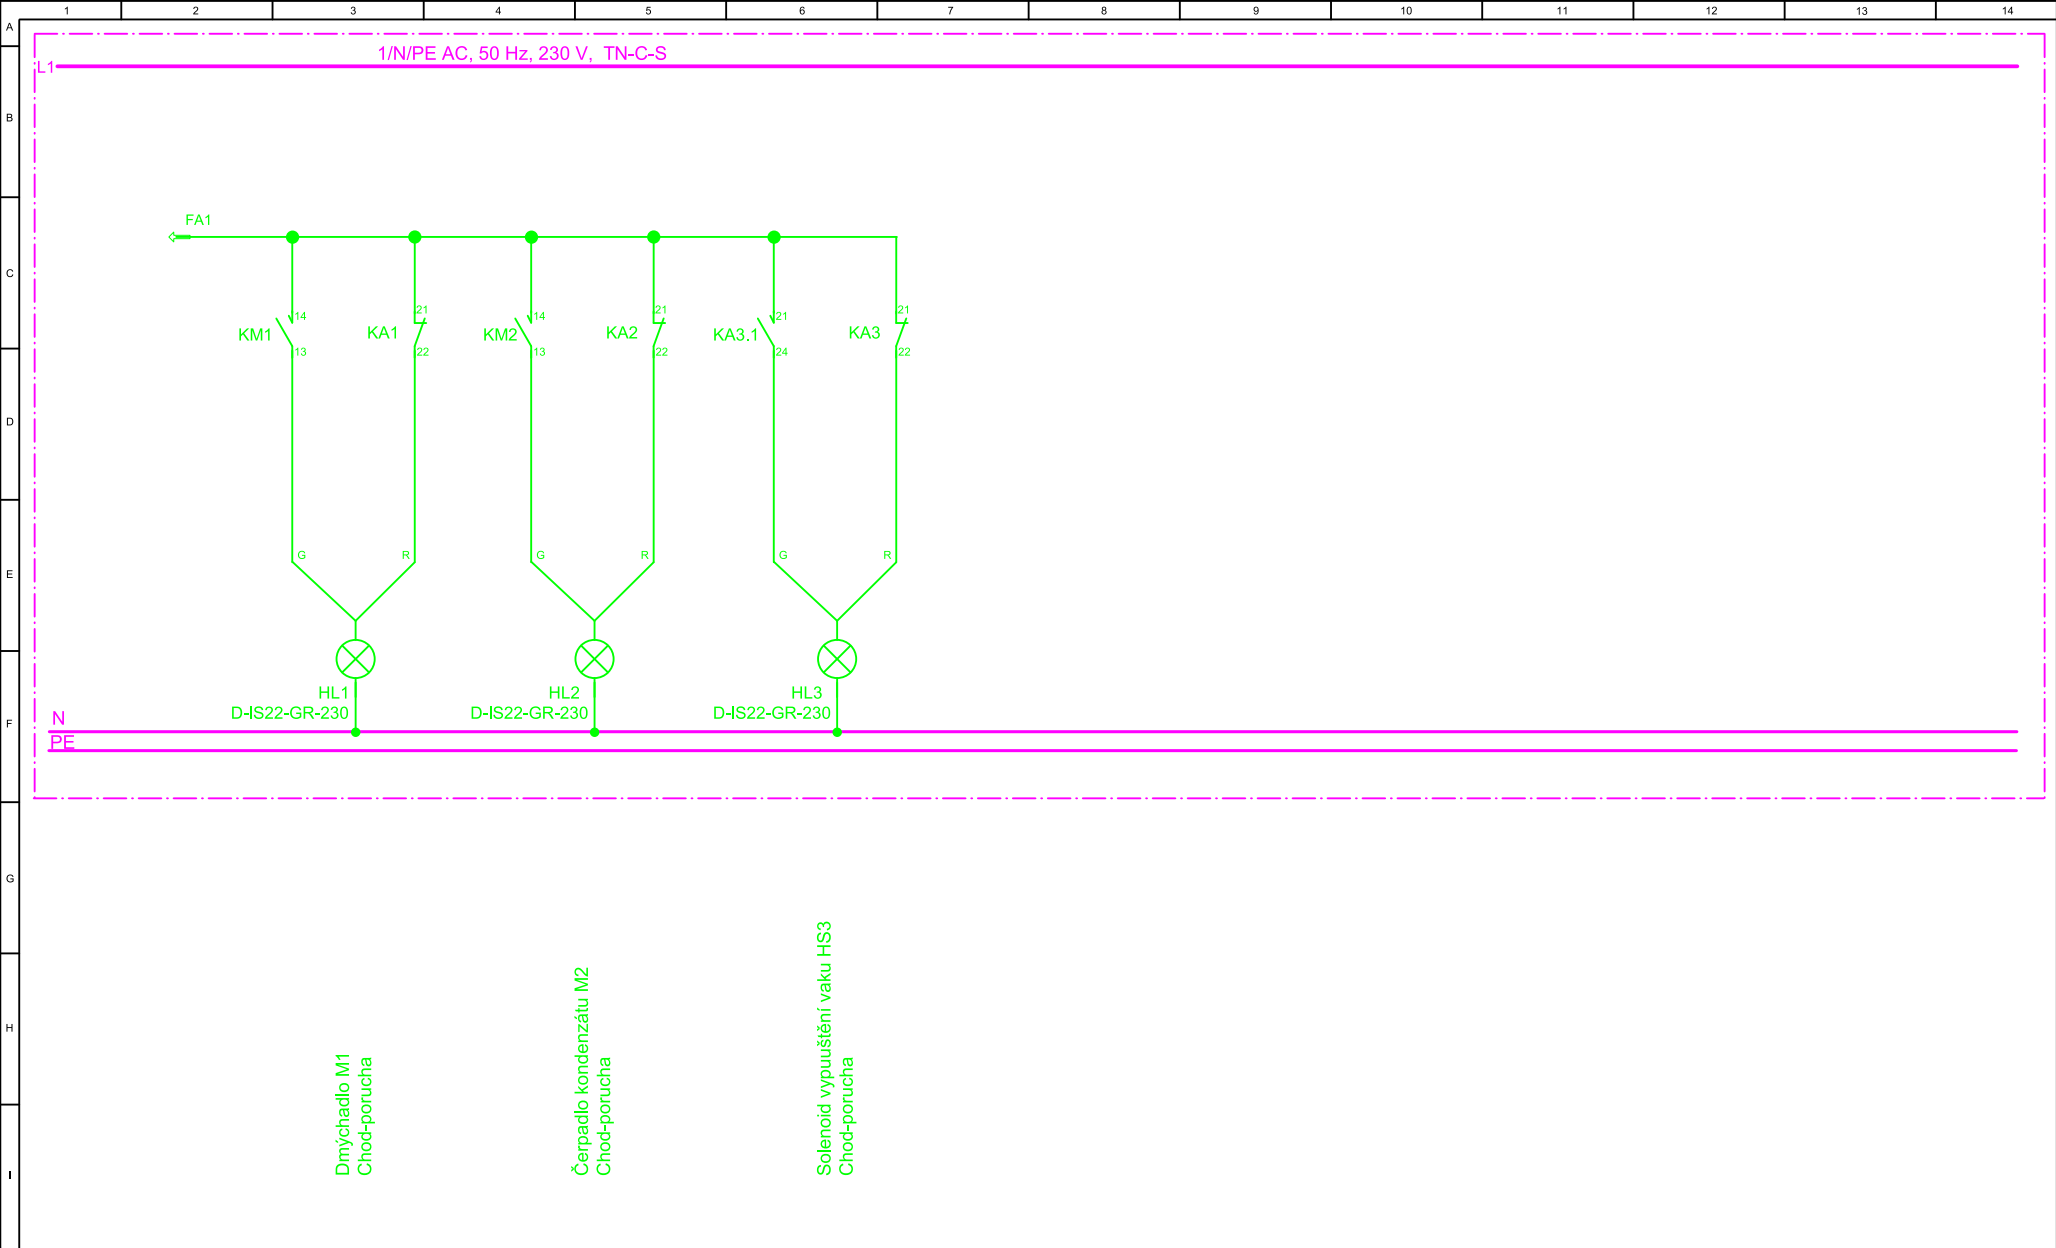 1 2 3 4 5 6 7 8 9 10 11 12 13 14
A
1/N/PE AC, 50 Hz, 230 V, TN-C-S
L1
B
FA1
C
14 21 14 21 21 21
KM1 KA1 KM2 KA2 KA3.1 KA3
13 22 13 22 24 22
D
G R G R G R
E
HL1 HL2 HL3
D-IS22-GR-230 D-IS22-GR-230 D-IS22-GR-230
F
N
PE
G
H
I
Dmýchadlo M1
Chod-porucha
Čerpadlo kondenzátu M2
Chod-porucha
Solenoid vypuuštění vaku HS3
Chod-porucha